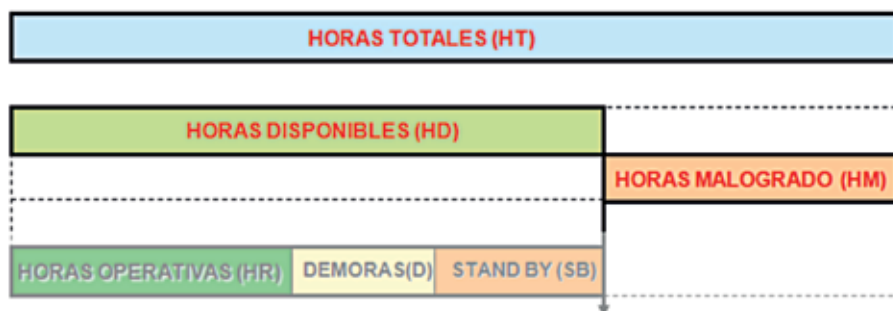 HORAS TOTALES (HT)
HORAS DISPONIBLES (HD)
HORAS MALOGRADO (HM)
HORAS OPERATIVAS (HR) DEMORAS(D) STAND BY (SB)